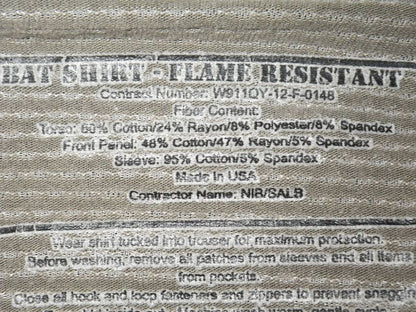 BAT SHIRT - FLAME RESISTANT
Contract Number: W911QY-12-F-0148
Fiber Content:
Torso: 60% Cotton/24% Rayon/8% Polyester/8% Spandex
Front Panel: 48% Cotton/47% Rayon/5% Spandex
Sleeve: 95% Cotton/5% Spandex
Made in USA
Contractor Name: NIB/SALB
Wear shirt tucked into trouser for maximum protection.
Before washing, remove all patches from sleeves and all items
from pockets.
Close all hook and loop fasteners and zippers to prevent snagging